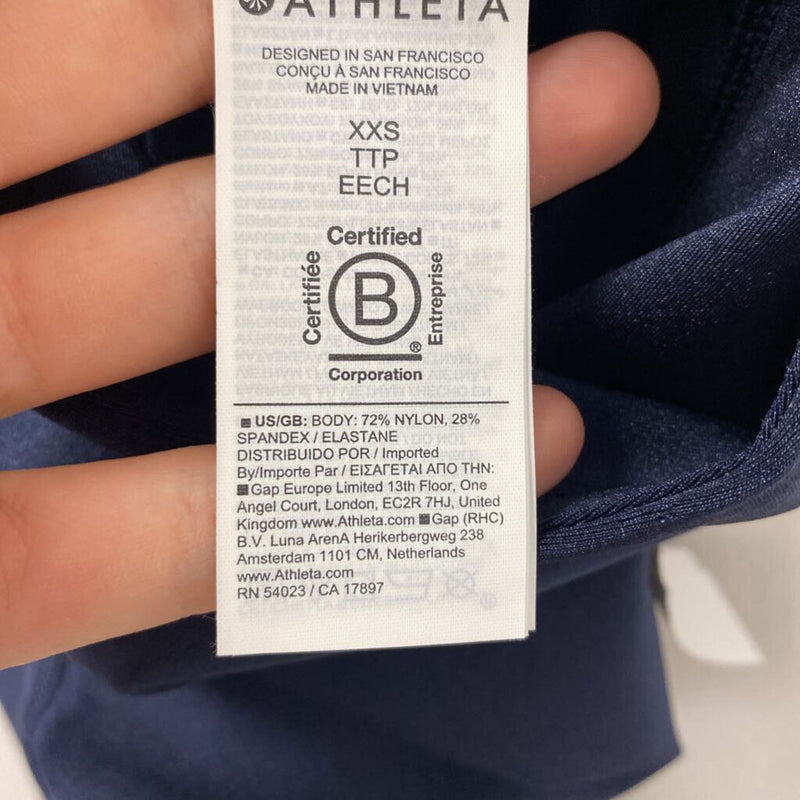 ATHLETA
DESIGNED IN SAN FRANCISCO
CONÇU À SAN FRANCISCO
MADE IN VIETNAM
XXS
TTP
EECH
Certified
Certifiée
B
Entreprise
®
Corporation
US/GB: BODY: 72% NYLON, 28%
SPANDEX / ELASTANE
DISTRIBUIDO POR / Imported
By/Importe Par / ΕΙΣΑΓΕΤΑΙ ΑΠΟ ΤΗΝ:
Gap Europe Limited 13th Floor, One
Angel Court, London, EC2R 7HJ, United
Kingdom www.Athleta.com Gap (RHC)
B.V. Luna ArenA Herikerbergweg 238
Amsterdam 1101 CM, Netherlands
www.Athleta.com
RN 54023 / CA 17897